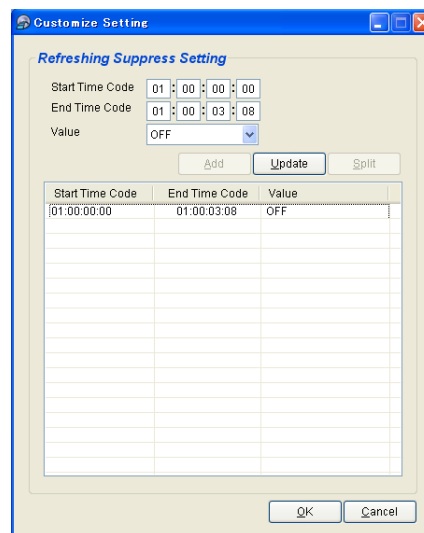 Customize Setting
Refreshing Suppress Setting
Start Time Code 01 : 00 : 00 : 00
End Time Code 01 : 00 : 03 : 08
Value OFF
Add Update Split
Start Time Code End Time Code Value
01:00:00:00 01:00:03:08 OFF
OK Cancel